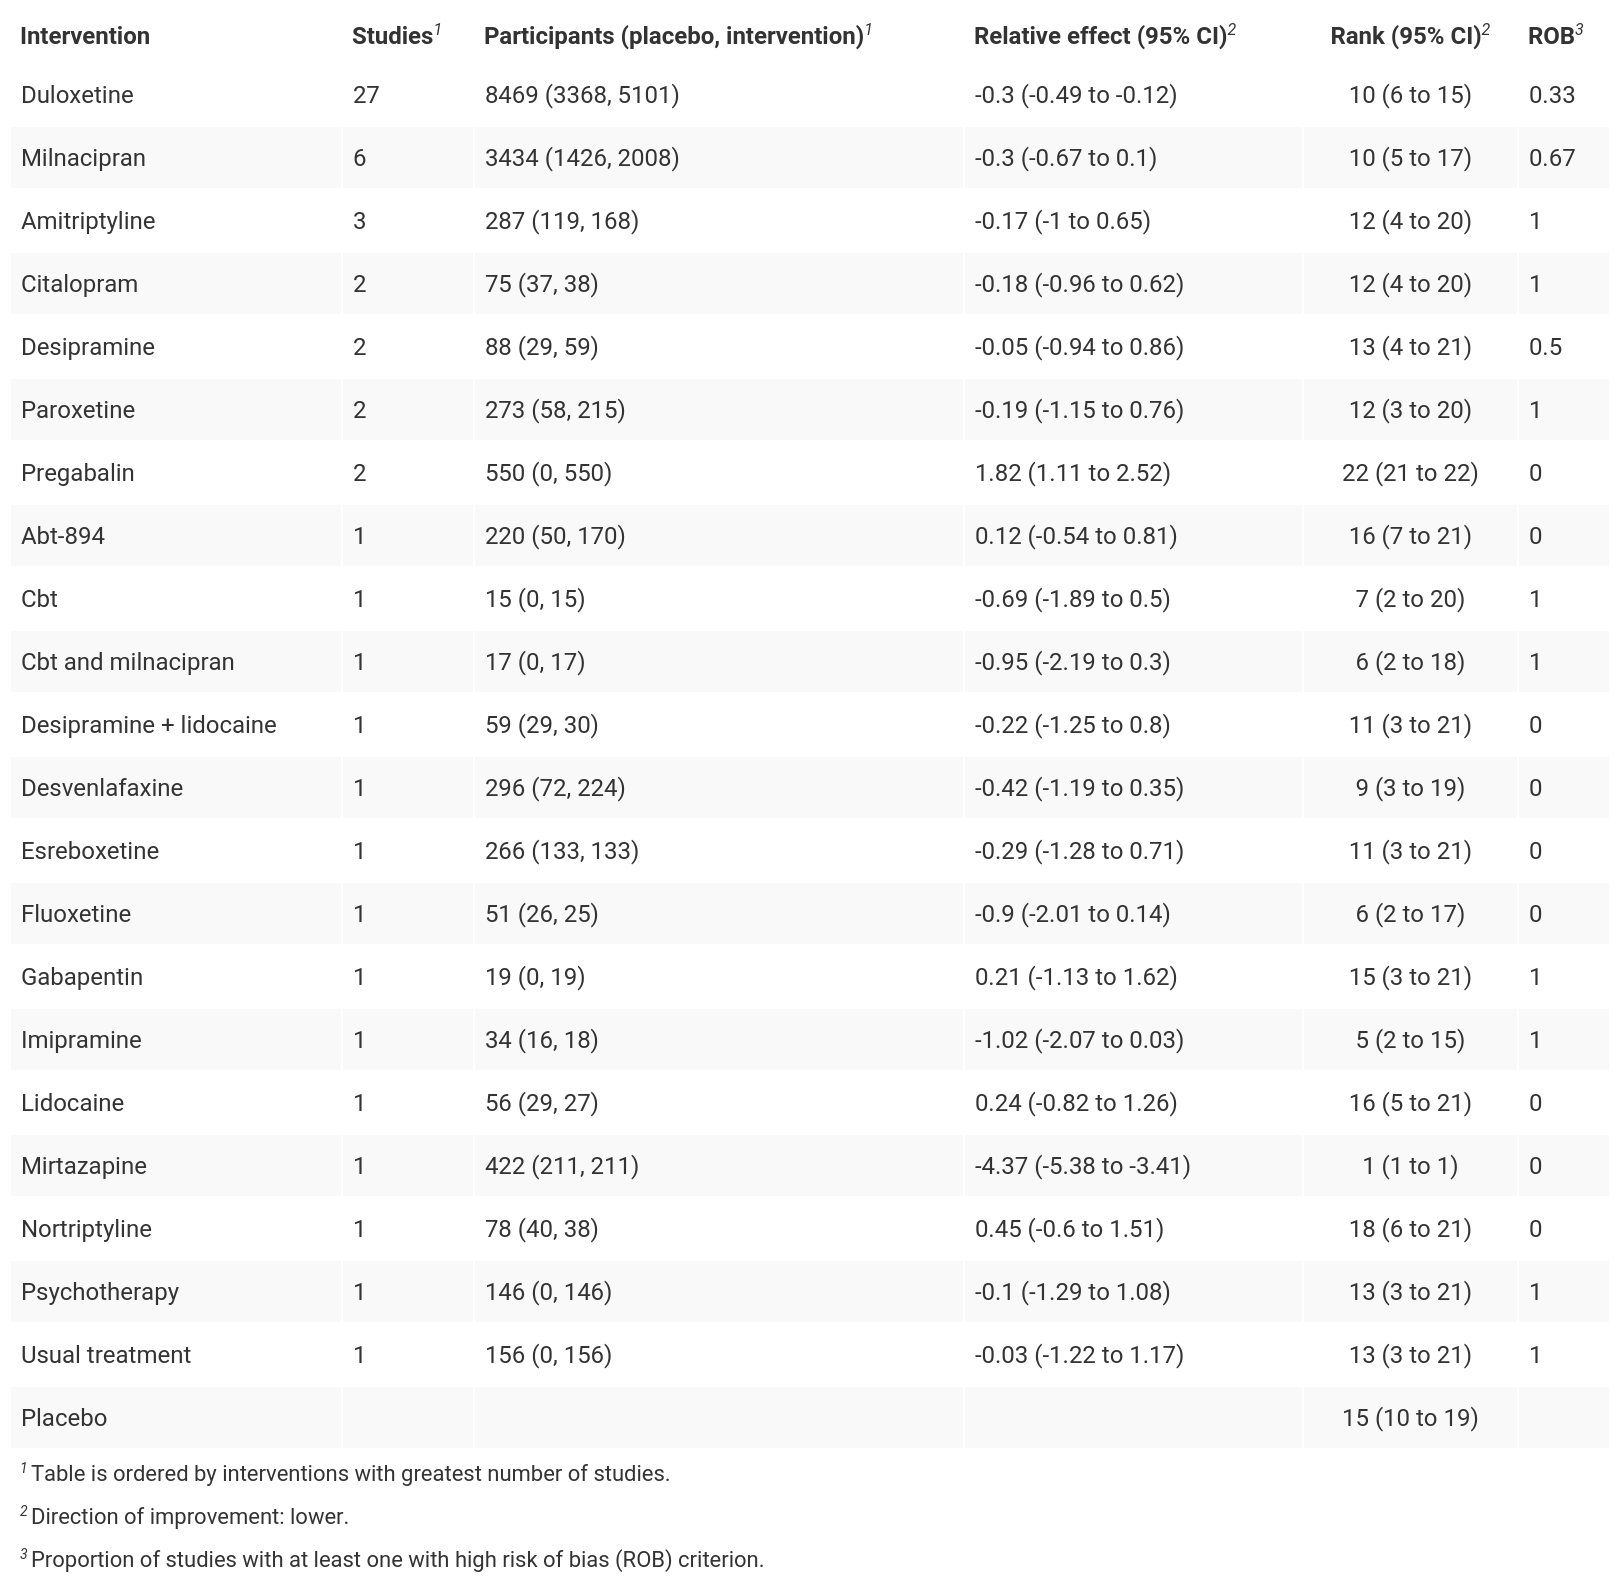 Intervention Studies1 Participants (placebo, intervention)1 Relative effect (95% CI)2 Rank (95% CI)2 ROB3
Duloxetine 27 8469 (3368, 5101) -0.3 (-0.49 to -0.12) 10 (6 to 15) 0.33
Milnacipran 6 3434 (1426, 2008) -0.3 (-0.67 to 0.1) 10 (5 to 17) 0.67
Amitriptyline 3 287 (119, 168) -0.17 (-1 to 0.65) 12 (4 to 20) 1
Citalopram 2 75 (37, 38) -0.18 (-0.96 to 0.62) 12 (4 to 20) 1
Desipramine 2 88 (29, 59) -0.05 (-0.94 to 0.86) 13 (4 to 21) 0.5
Paroxetine 2 273 (58, 215) -0.19 (-1.15 to 0.76) 12 (3 to 20) 1
Pregabalin 2 550 (0, 550) 1.82 (1.11 to 2.52) 22 (21 to 22) 0
Abt-894 1 220 (50, 170) 0.12 (-0.54 to 0.81) 16 (7 to 21) 0
Cbt 1 15 (0, 15) -0.69 (-1.89 to 0.5) 7 (2 to 20) 1
Cbt and milnacipran 1 17 (0, 17) -0.95 (-2.19 to 0.3) 6 (2 to 18) 1
Desipramine + lidocaine 1 59 (29, 30) -0.22 (-1.25 to 0.8) 11 (3 to 21) 0
Desvenlafaxine 1 296 (72, 224) -0.42 (-1.19 to 0.35) 9 (3 to 19) 0
Esreboxetine 1 266 (133, 133) -0.29 (-1.28 to 0.71) 11 (3 to 21) 0
Fluoxetine 1 51 (26, 25) -0.9 (-2.01 to 0.14) 6 (2 to 17) 0
Gabapentin 1 19 (0, 19) 0.21 (-1.13 to 1.62) 15 (3 to 21) 1
Imipramine 1 34 (16, 18) -1.02 (-2.07 to 0.03) 5 (2 to 15) 1
Lidocaine 1 56 (29, 27) 0.24 (-0.82 to 1.26) 16 (5 to 21) 0
Mirtazapine 1 422 (211, 211) -4.37 (-5.38 to -3.41) 1 (1 to 1) 0
Nortriptyline 1 78 (40, 38) 0.45 (-0.6 to 1.51) 18 (6 to 21) 0
Psychotherapy 1 146 (0, 146) -0.1 (-1.29 to 1.08) 13 (3 to 21) 1
Usual treatment 1 156 (0, 156) -0.03 (-1.22 to 1.17) 13 (3 to 21) 1
Placebo 15 (10 to 19)
1 Table is ordered by interventions with greatest number of studies.
2 Direction of improvement: lower.
3 Proportion of studies with at least one with high risk of bias (ROB) criterion.